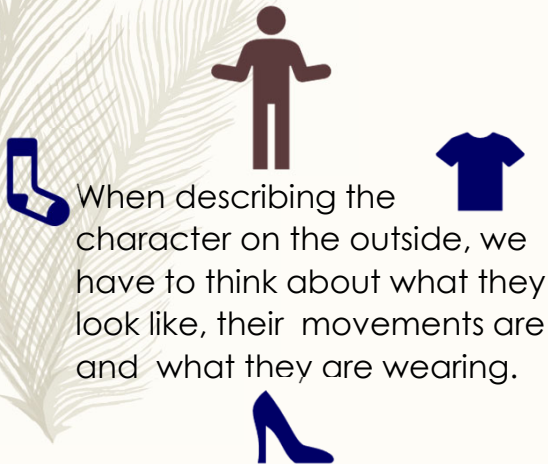 When describing the
character on the outside, we
have to think about what they
look like, their  movements are
and  what they are wearing.